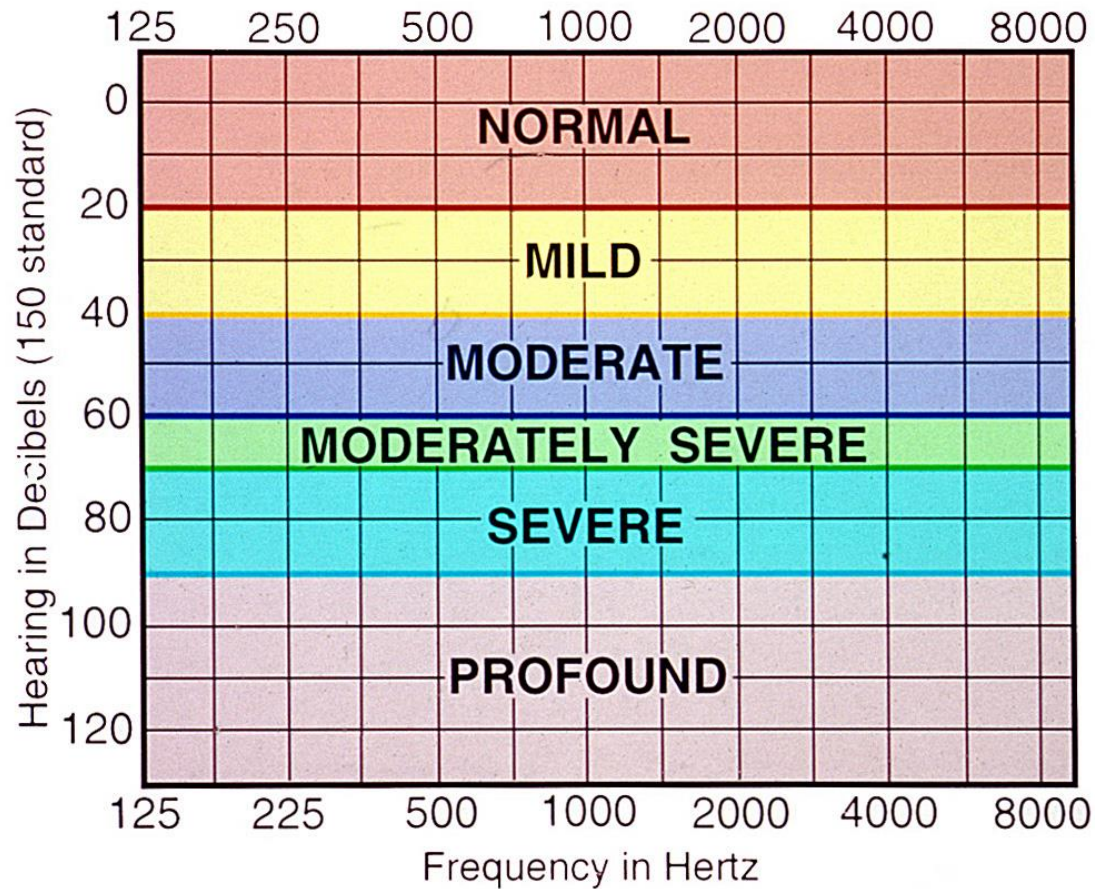 125 250 500 1000 2000 4000 8000
Hearing in Decibels (150 standard)
0
NORMAL
20
MILD
40
MODERATE
60
MODERATELY SEVERE
80
SEVERE
100
PROFOUND
120
125 225 500 1000 2000 4000 8000
Frequency in Hertz